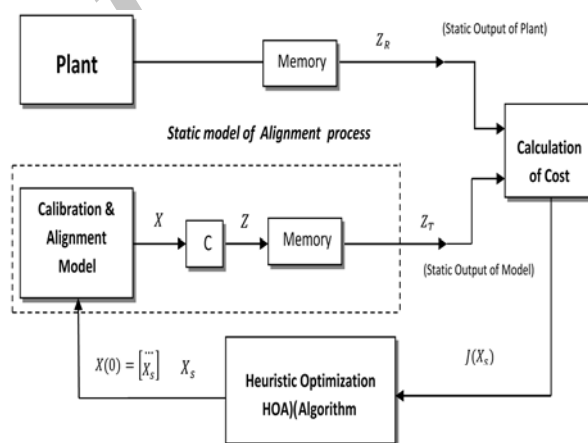 Plant
Memory
Z_R
(Static Output of Plant)
Static model of Alignment process
Calculation
of Cost
Calibration &
Alignment
Model
X
C
Z
Memory
Z_T
(Static Output of Model)
X(0) = [... X_s]
X_s
Heuristic Optimization
HOA)(Algorithm
J(X_s)